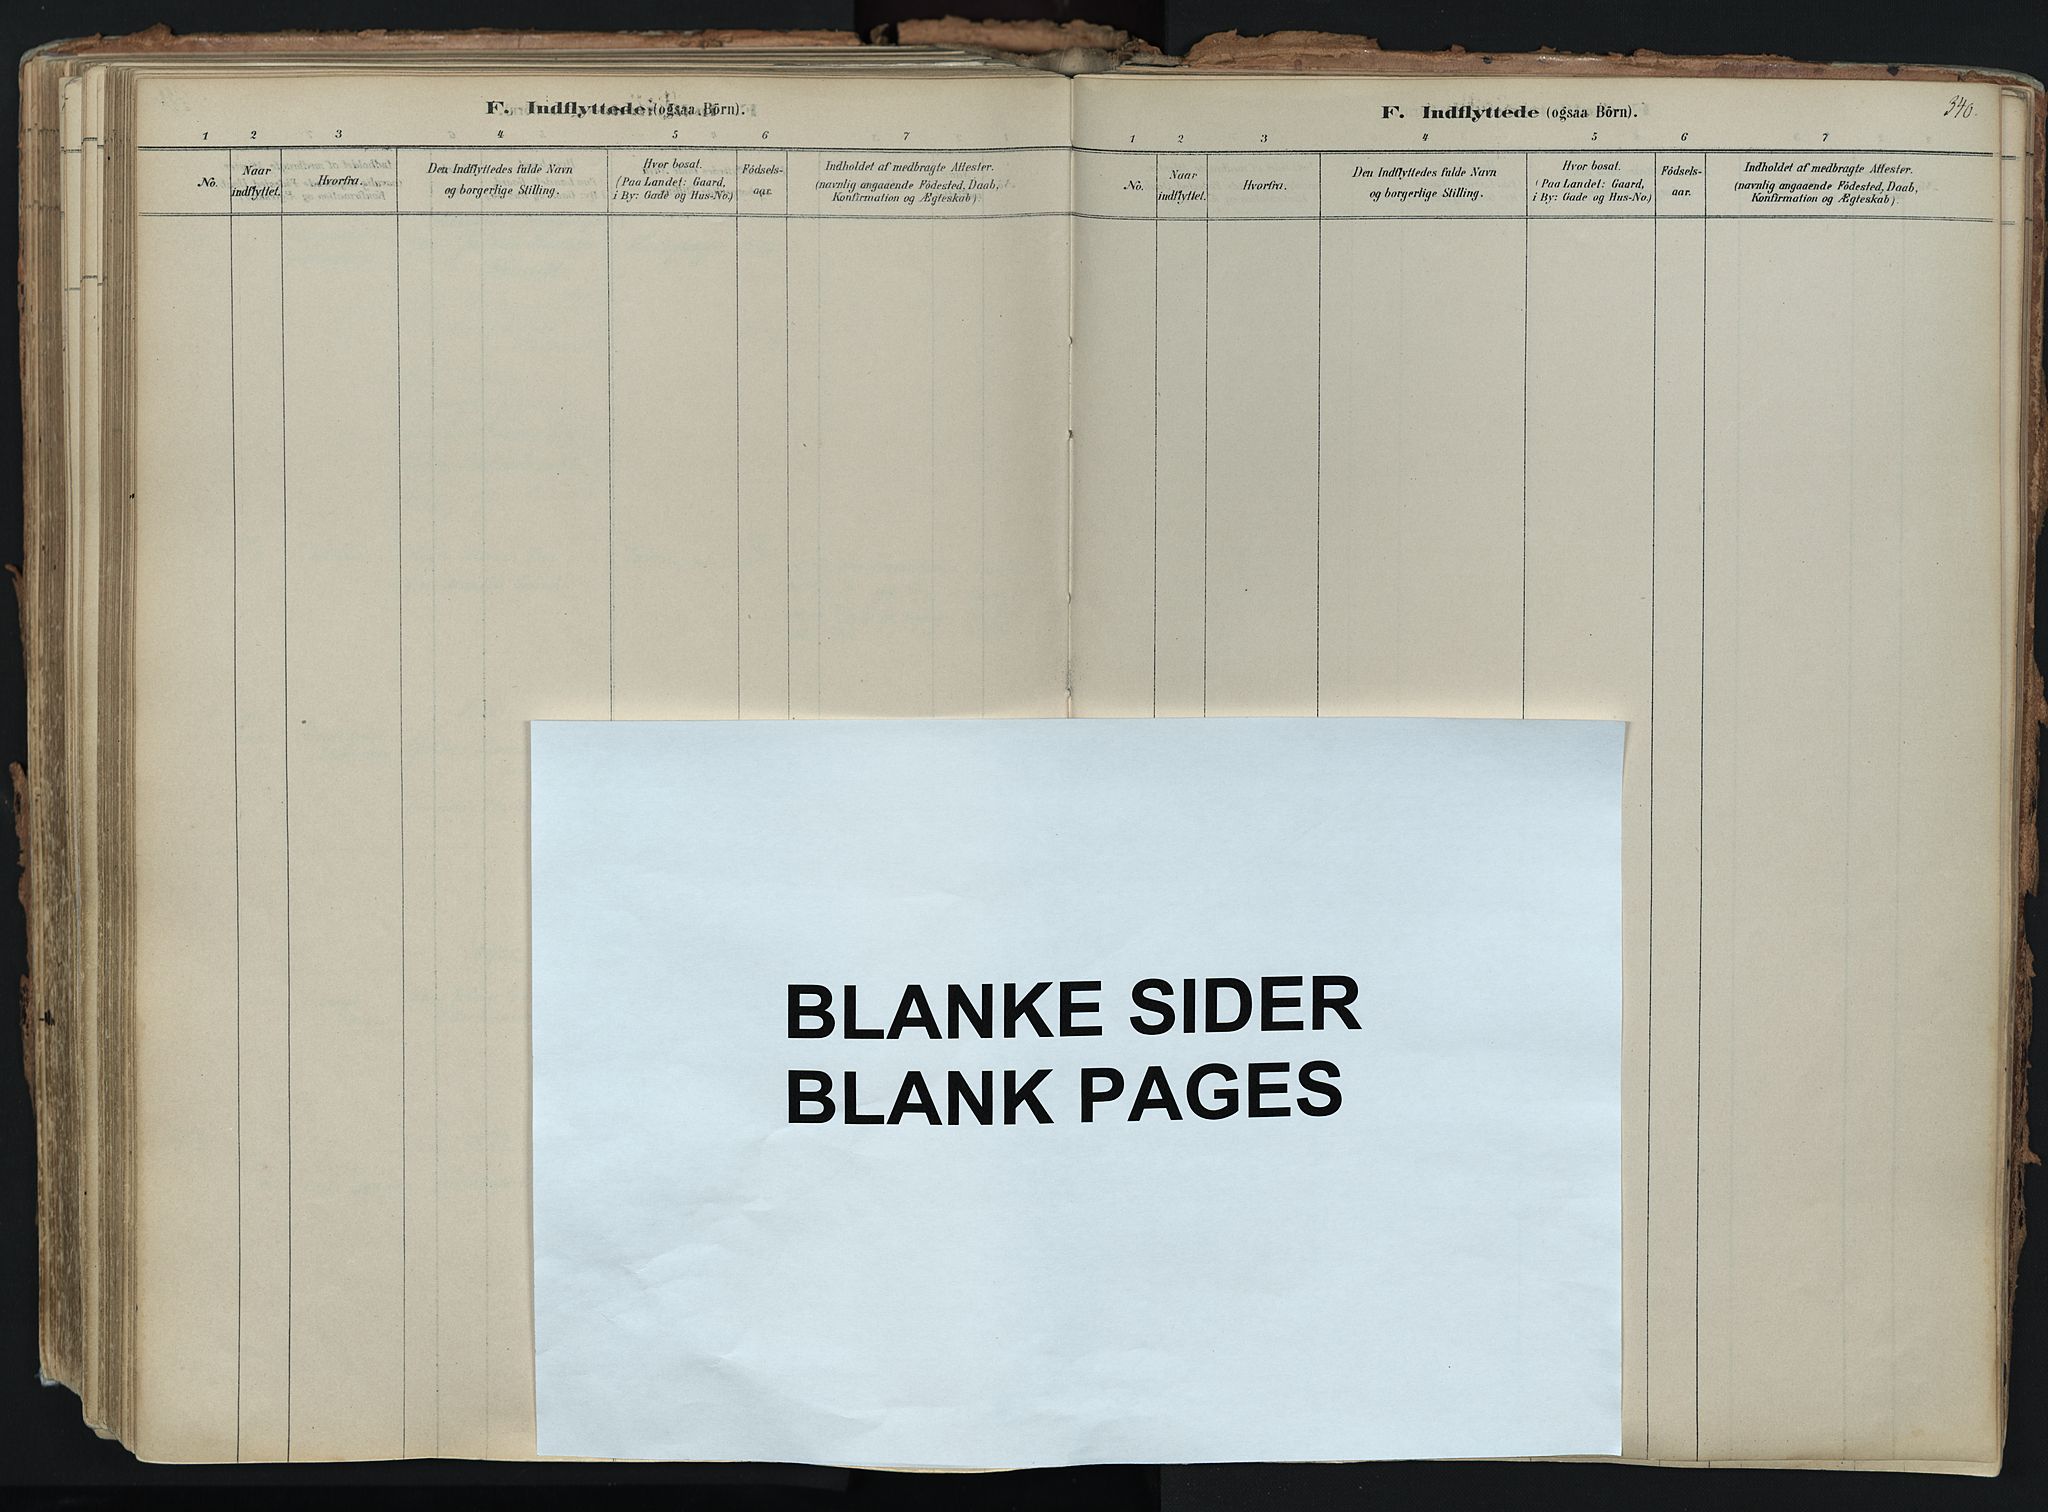 F. Indflyttede (ogsaa Börn).
1 2 3 4 5 6 7
No.
Naar
indflyttet.
Hvorfra.
Den Indflyttedes fulde Navn
og borgerlige Stilling.
Hvor bosat.
(Paa Landet: Gaard,
i By: Gade og Hus-No.)
Födsels-
aar.
Indholdet af medbragte Attester.
(navnlig angaaende Födested, Daab,
Konfirmation og Ægteskab).
F. Indflyttede (ogsaa Börn).
340.
1 2 3 4 5 6 7
No.
Naar
indflyttet.
Hvorfra.
Den Indflyttedes fulde Navn
og borgerlige Stilling.
Hvor bosat.
(Paa Landet: Gaard,
i By: Gade og Hus-No.)
Födsels-
aar.
Indholdet af medbragte Attester.
(navnlig angaaende Födested, Daab,
Konfirmation og Ægteskab).
BLANKE SIDER
BLANK PAGES